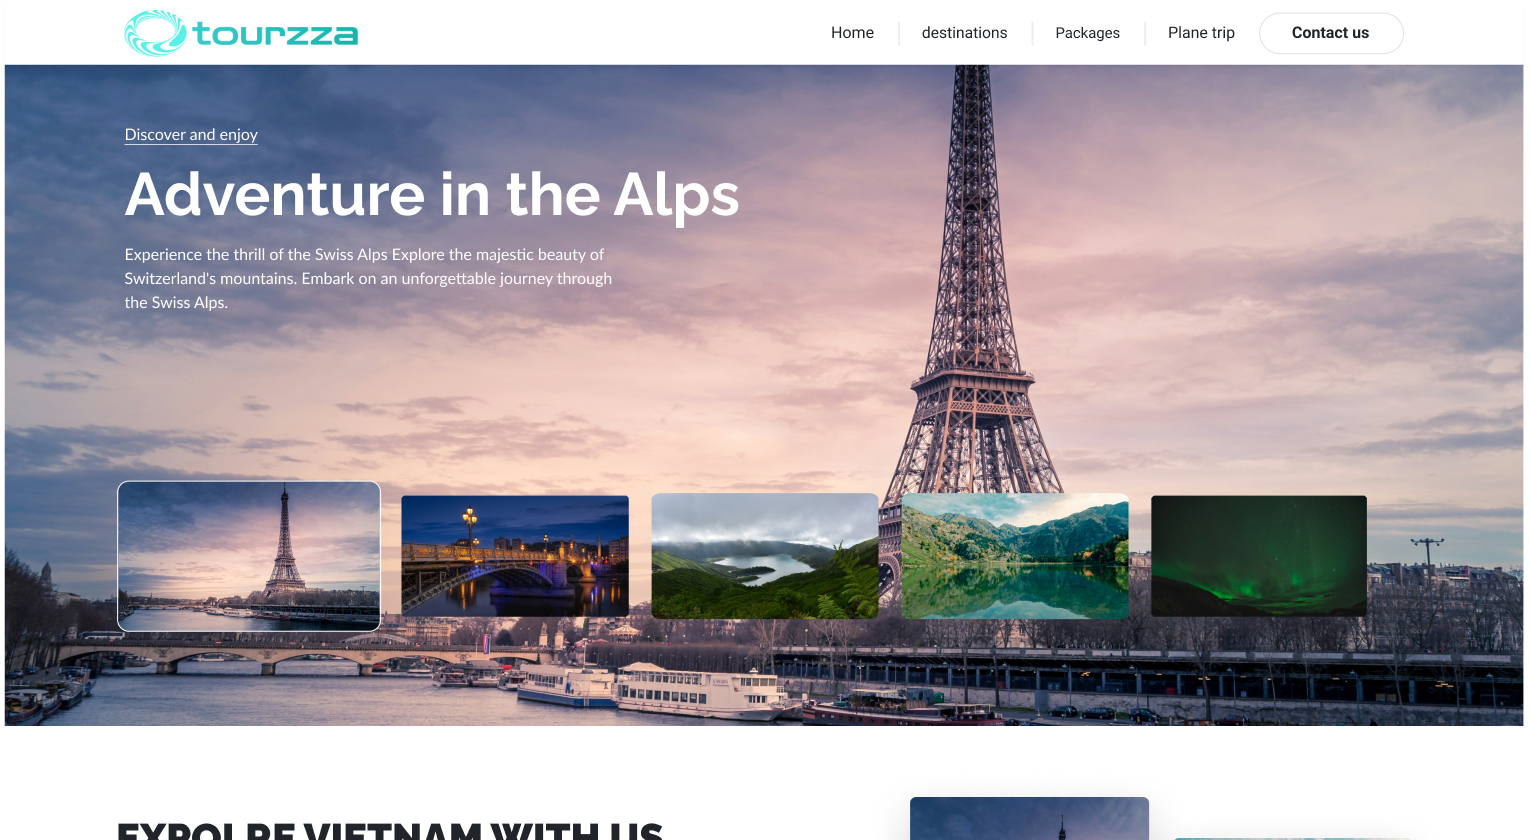 tourzza
Home
destinations
Packages
Plane trip
Contact us
Discover and enjoy
Adventure in the Alps
Experience the thrill of the Swiss Alps Explore the majestic beauty of
Switzerland's mountains. Embark on an unforgettable journey through
the Swiss Alps.
EXPOLRE VIETNAM WITH US